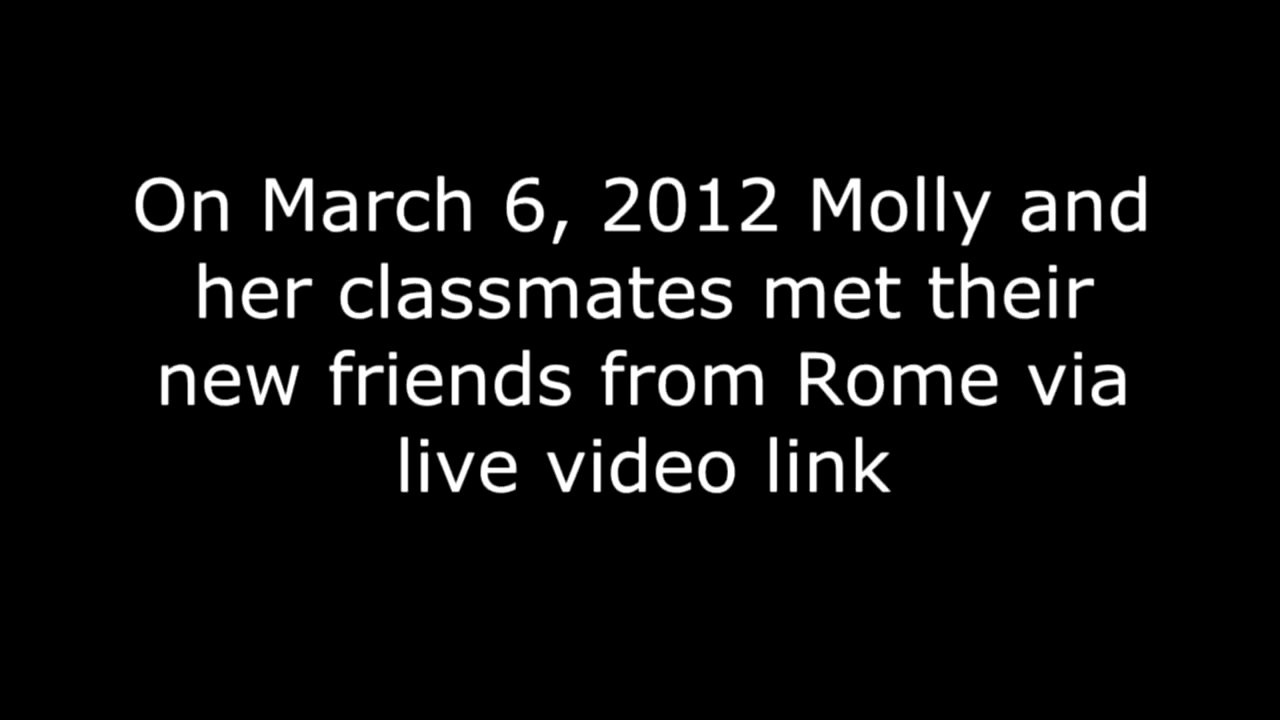 On March 6, 2012 Molly and
her classmates met their
new friends from Rome via
live video link